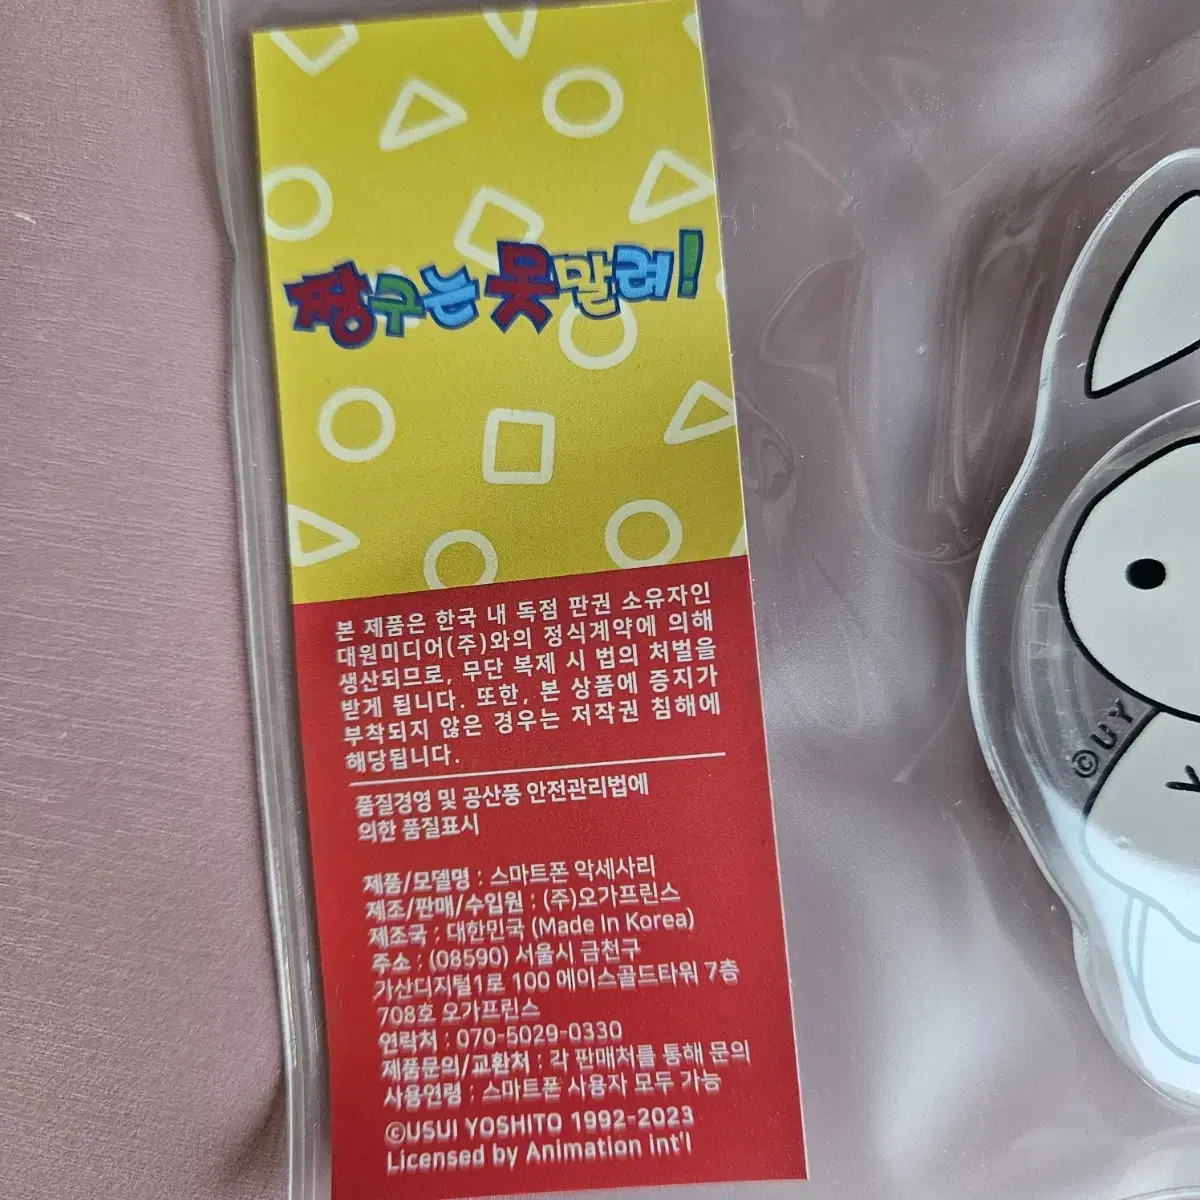 짱구는 못말려!
본 제품은 한국 내 독점 판권 소유자인
대원미디어(주)와의 정식계약에 의해
생산되므로, 무단 복제 시 법의 처벌을
받게 됩니다. 또한, 본 상품에 증지가
부착되지 않은 경우는 저작권 침해에
해당됩니다.
품질경영 및 공산품 안전관리법에
의한 품질표시
제품/모델명 : 스마트폰 악세사리
제조/판매/수입원 : (주)오가프린스
제조국 : 대한민국 (Made In Korea)
주소 : (08590) 서울시 금천구
가산디지털1로 100 에이스골드타워 7층
708호 오가프린스
연락처 : 070-5029-0330
제품문의/교환처 : 각 판매처를 통해 문의
사용연령 : 스마트폰 사용자 모두 가능
©USUI YOSHITO 1992-2023
Licensed by Animation int'l
©UY